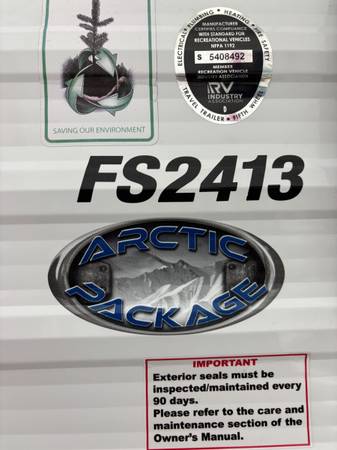 SAVING OUR ENVIRONMENT
ELECTRICAL • PLUMBING • HEATING • FIRE SAFETY
MANUFACTURER
CERTIFIES COMPLIANCE
WITH STANDARD FOR
RECREATIONAL VEHICLES
NFPA 1192
S 5408492
MEMBER
RECREATION VEHICLE
INDUSTRY ASSOCIATION
RV
INDUSTRY
ASSOCIATION
D
TRAVEL TRAILER • FIFTH WHEEL
FS2413
ARCTIC
PACKAGE
IMPORTANT
Exterior seals must be
inspected/maintained every
90 days.
Please refer to the care and
maintenance section of the
Owner's Manual.